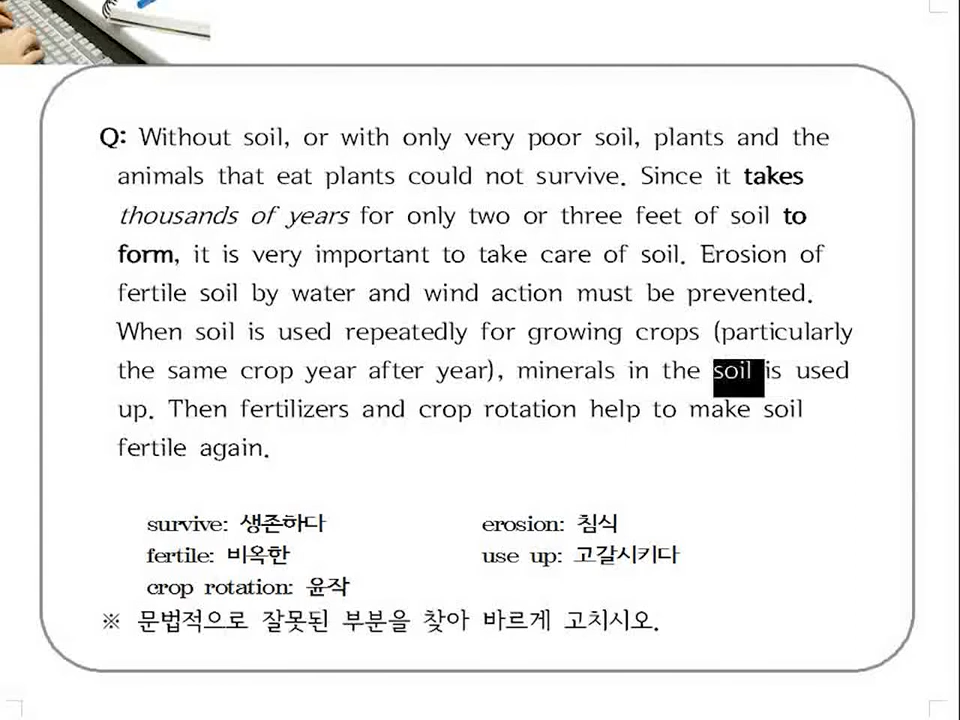 Q: Without soil, or with only very poor soil, plants and the
animals that eat plants could not survive. Since it takes
thousands of years for only two or three feet of soil to
form, it is very important to take care of soil. Erosion of
fertile soil by water and wind action must be prevented.
When soil is used repeatedly for growing crops (particularly
the same crop year after year), minerals in the soil is used
up. Then fertilizers and crop rotation help to make soil
fertile again.
survive: 생존하다 erosion: 침식
fertile: 비옥한 use up: 고갈시키다
crop rotation: 윤작
※ 문법적으로 잘못된 부분을 찾아 바르게 고치시오.